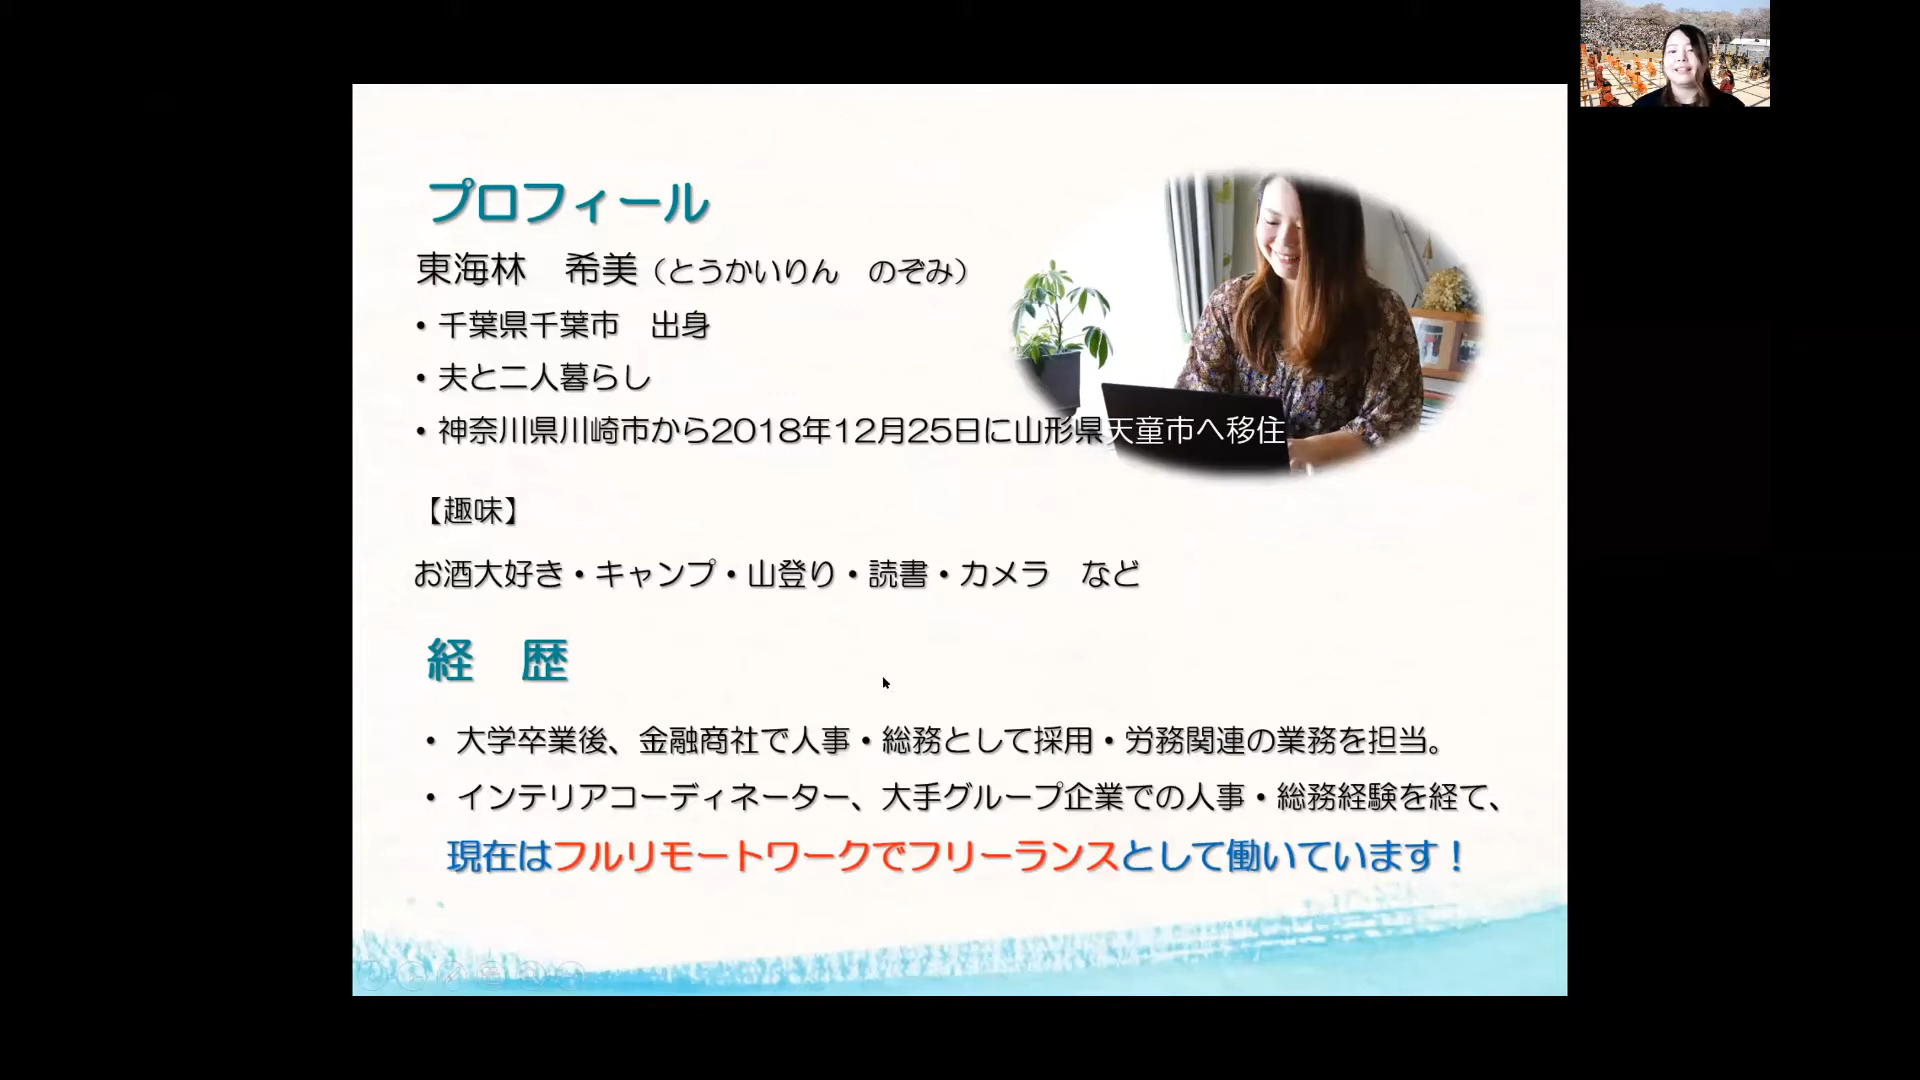 プロフィール
東海林　希美（とうかいりん　のぞみ）
・千葉県千葉市　出身
・夫と二人暮らし
・神奈川県川崎市から2018年12月25日に山形県天童市へ移住
【趣味】
お酒大好き・キャンプ・山登り・読書・カメラ　など
経　歴
・ 大学卒業後、金融商社で人事・総務として採用・労務関連の業務を担当。
・ インテリアコーディネーター、大手グループ企業での人事・総務経験を経て、
現在はフルリモートワークでフリーランスとして働いています！